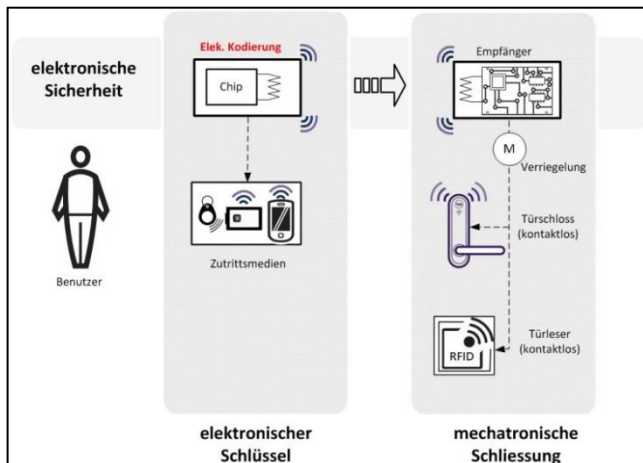 elektronische
Sicherheit
Benutzer
Elek. Kodierung
Chip
Zutrittsmedien
elektronischer
Schlüssel
Empfänger
M
Verriegelung
Türschloss
(kontaktlos)
Türleser
(kontaktlos)
RFID
mechatronische
Schliessung